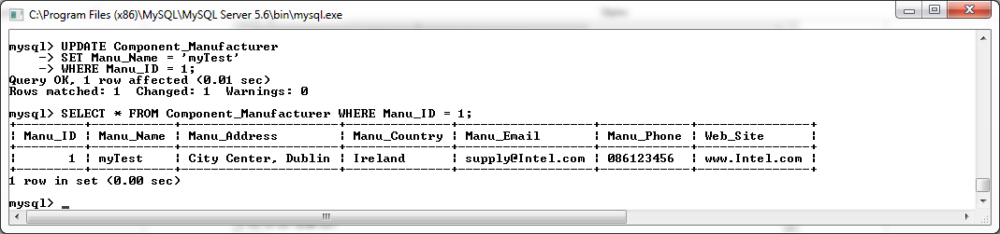 C:\Program Files (x86)\MySQL\MySQL Server 5.6\bin\mysql.exe
mysql> UPDATE Component_Manufacturer
    -> SET Manu_Name = 'myTest'
    -> WHERE Manu_ID = 1;
Query OK, 1 row affected (0.01 sec)
Rows matched: 1  Changed: 1  Warnings: 0
mysql> SELECT * FROM Component_Manufacturer WHERE Manu_ID = 1;
+---------+-----------+----------------------+--------------+------------------+------------+---------------+
| Manu_ID | Manu_Name | Manu_Address         | Manu_Country | Manu_Email       | Manu_Phone | Web_Site      |
+---------+-----------+----------------------+--------------+------------------+------------+---------------+
|       1 | myTest    | City Center, Dublin | Ireland      | supply@Intel.com | 086123456  | www.Intel.com |
+---------+-----------+----------------------+--------------+------------------+------------+---------------+
1 row in set (0.00 sec)
mysql> _